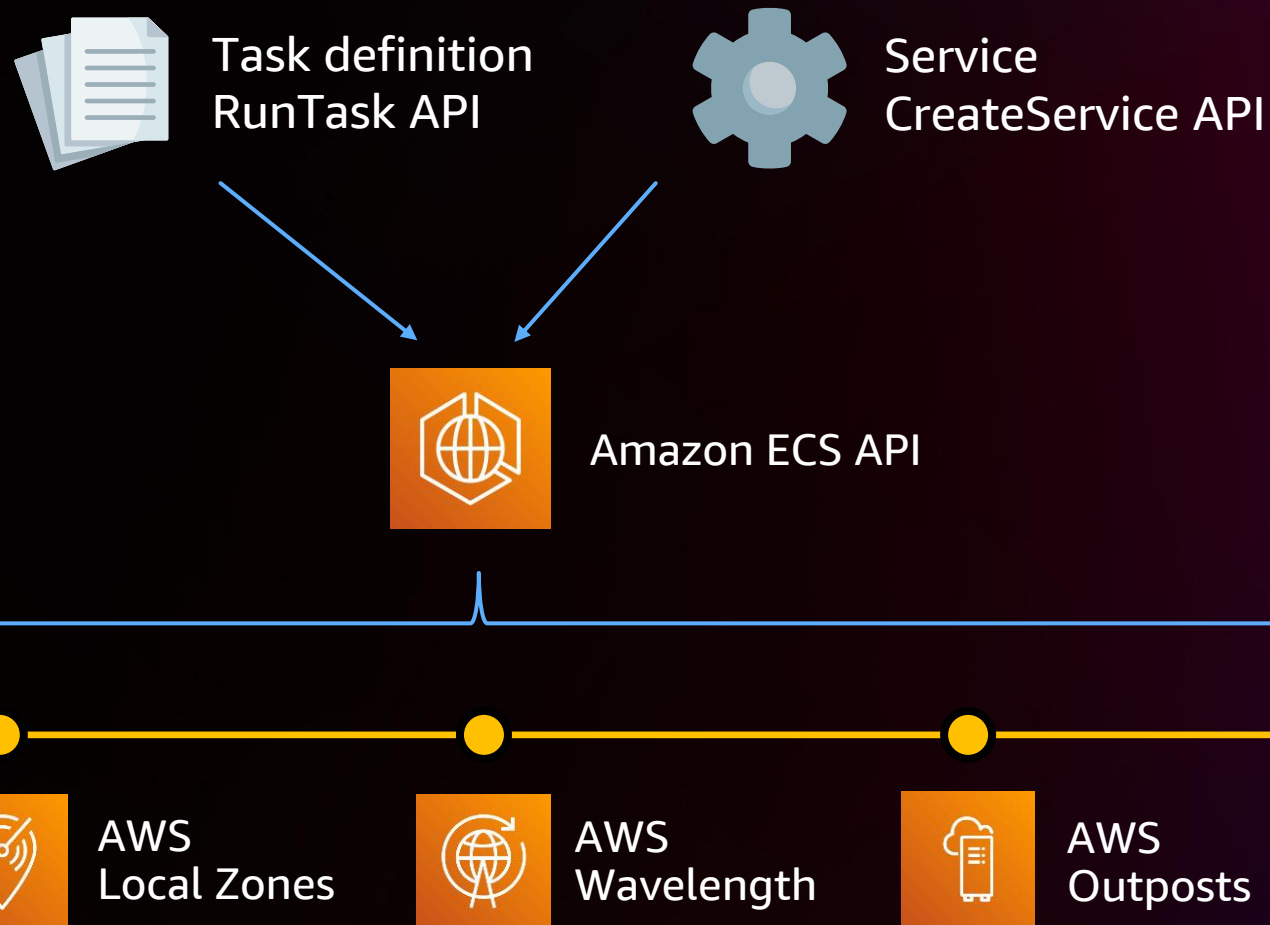 Task definition
RunTask API
Service
CreateService API
Amazon ECS API
AWS
Local Zones
AWS
Wavelength
AWS
Outposts